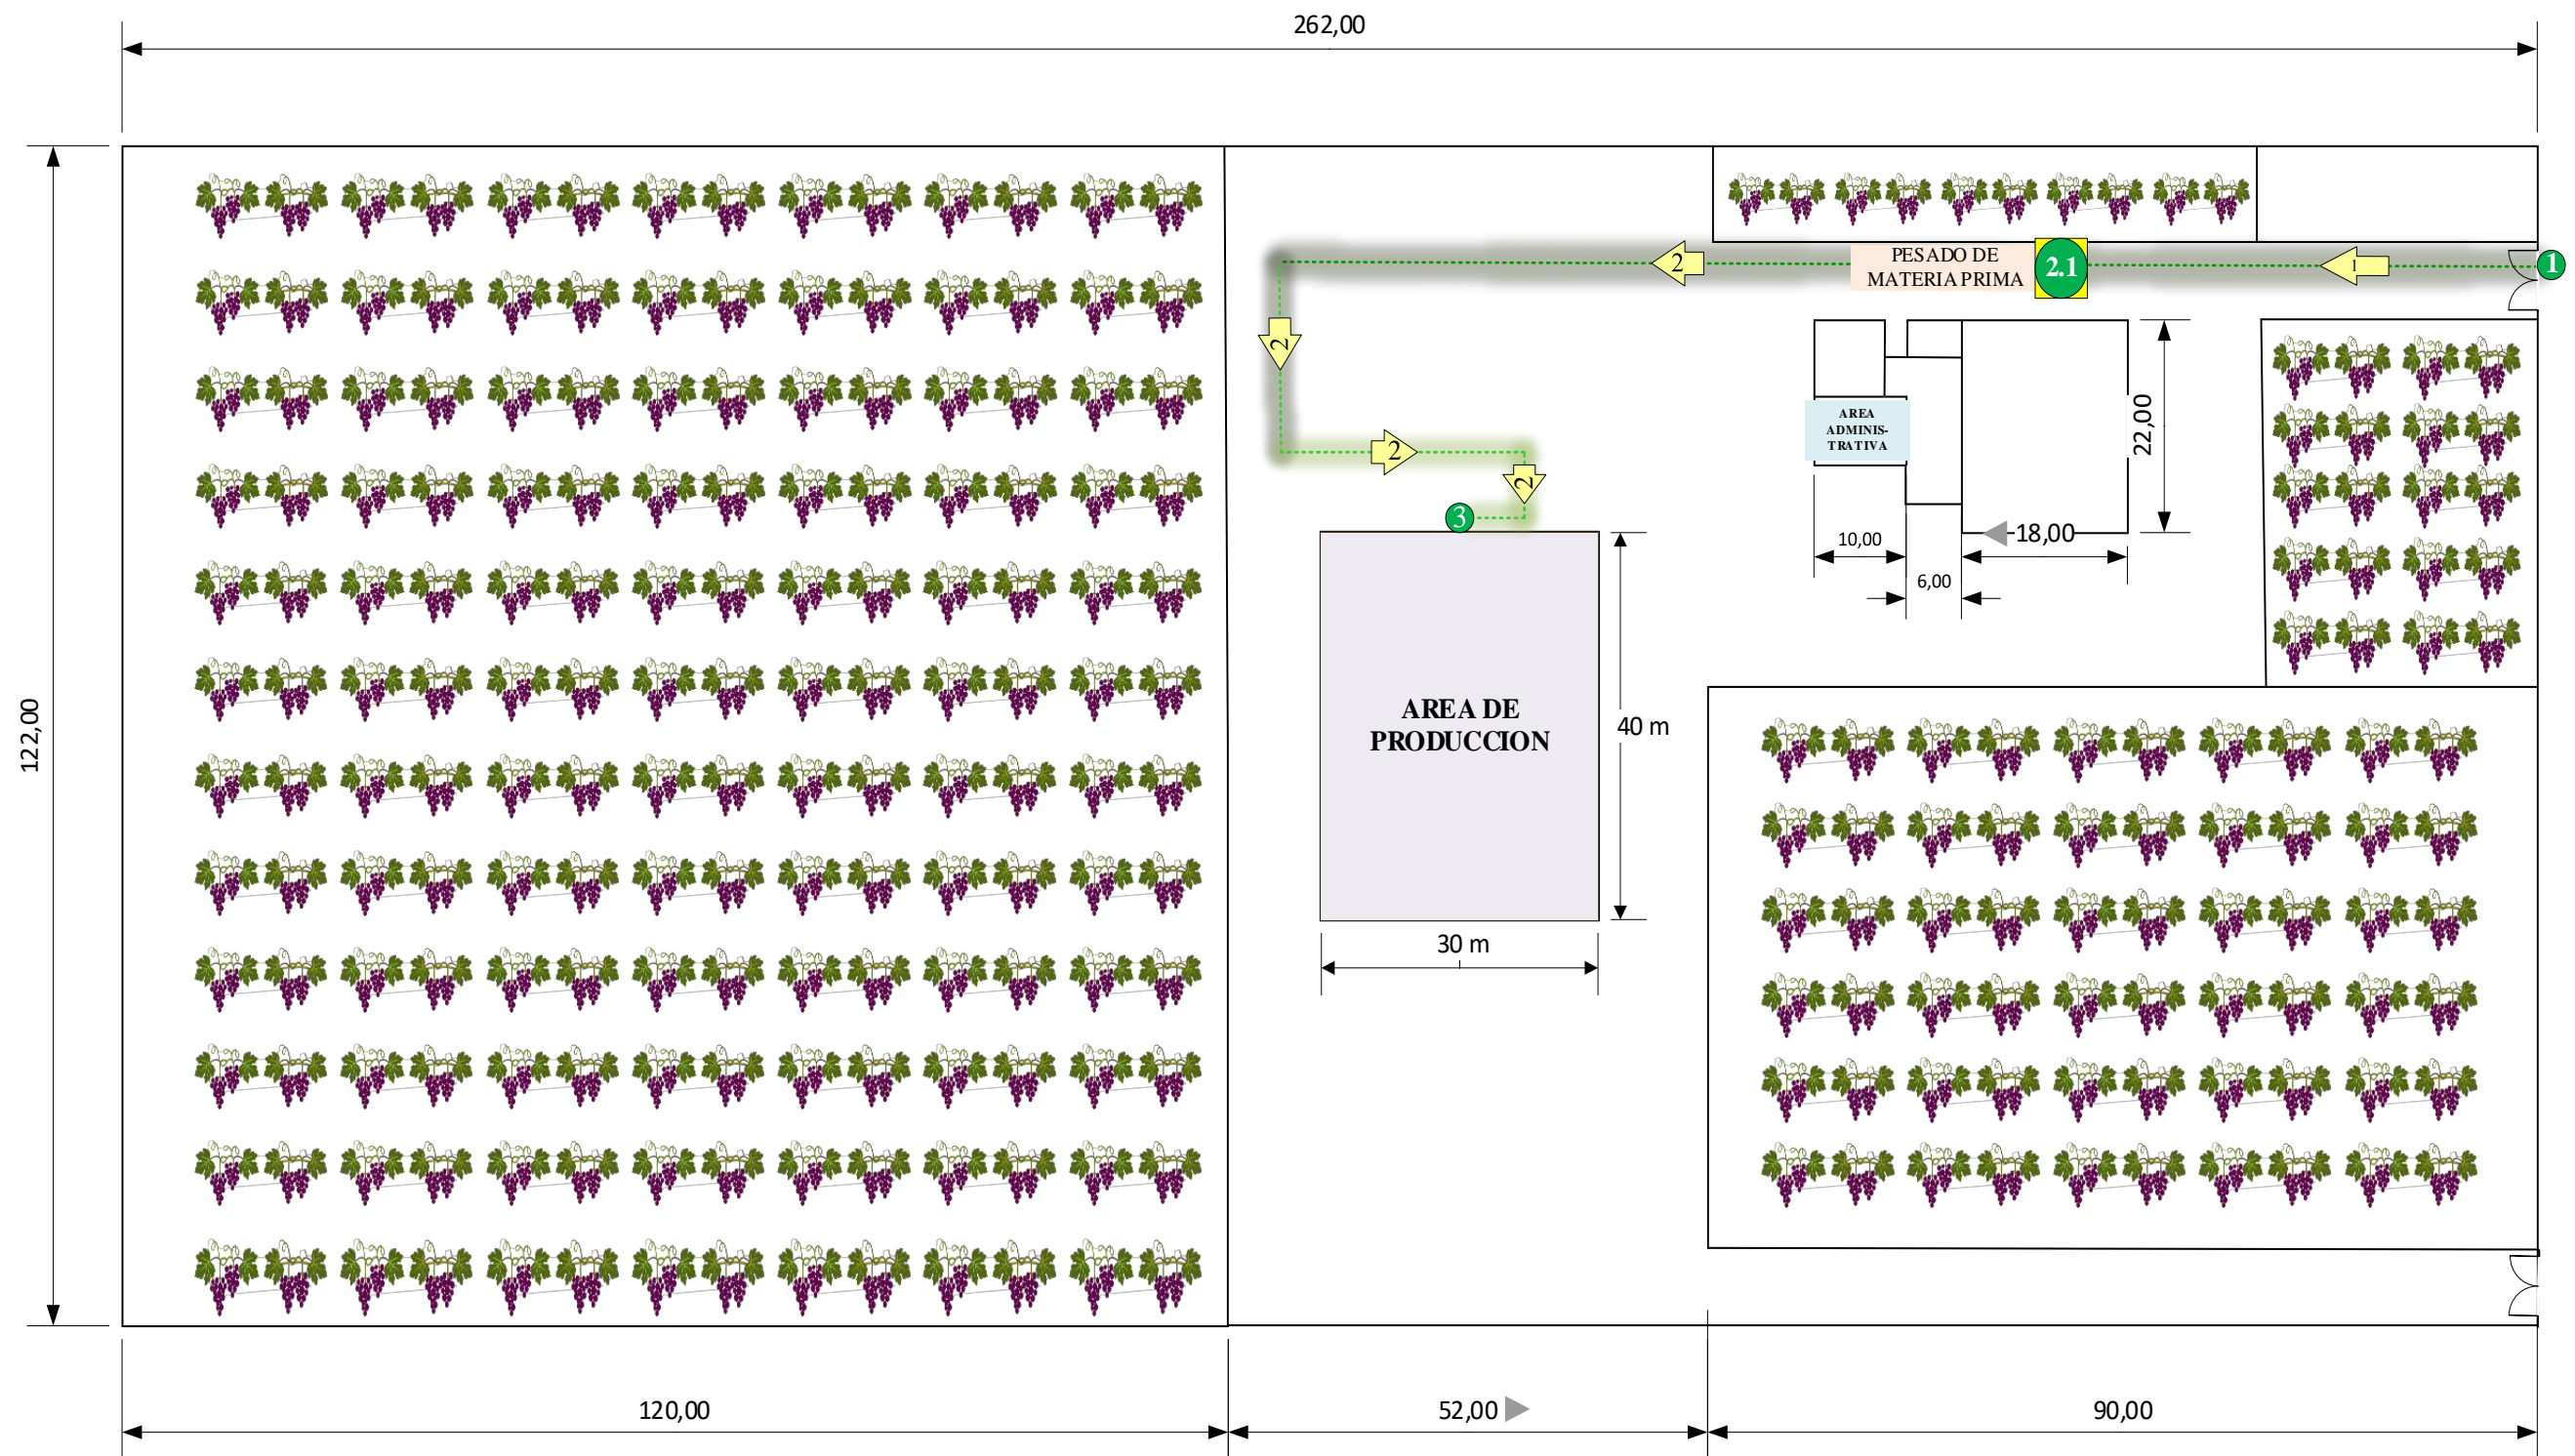 262,00
PESADO DE
MATERIA PRIMA
2.1
1
1
2
2
2
2
3
AREA
ADMINIS-
TRATIVA
22,00
10,00
18,00
6,00
AREA DE
PRODUCCION
40 m
30 m
122,00
120,00
52,00
90,00